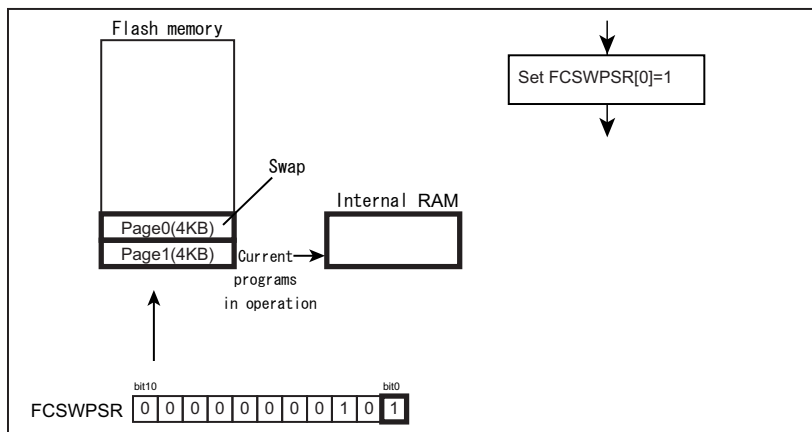 Flash memory
Set FCSWPSR[0]=1
Swap
Internal RAM
Page0(4KB)
Page1(4KB)
Current
programs
in operation
bit10
bit0
FCSWPSR
0 0 0 0 0 0 0 0 1 0 1